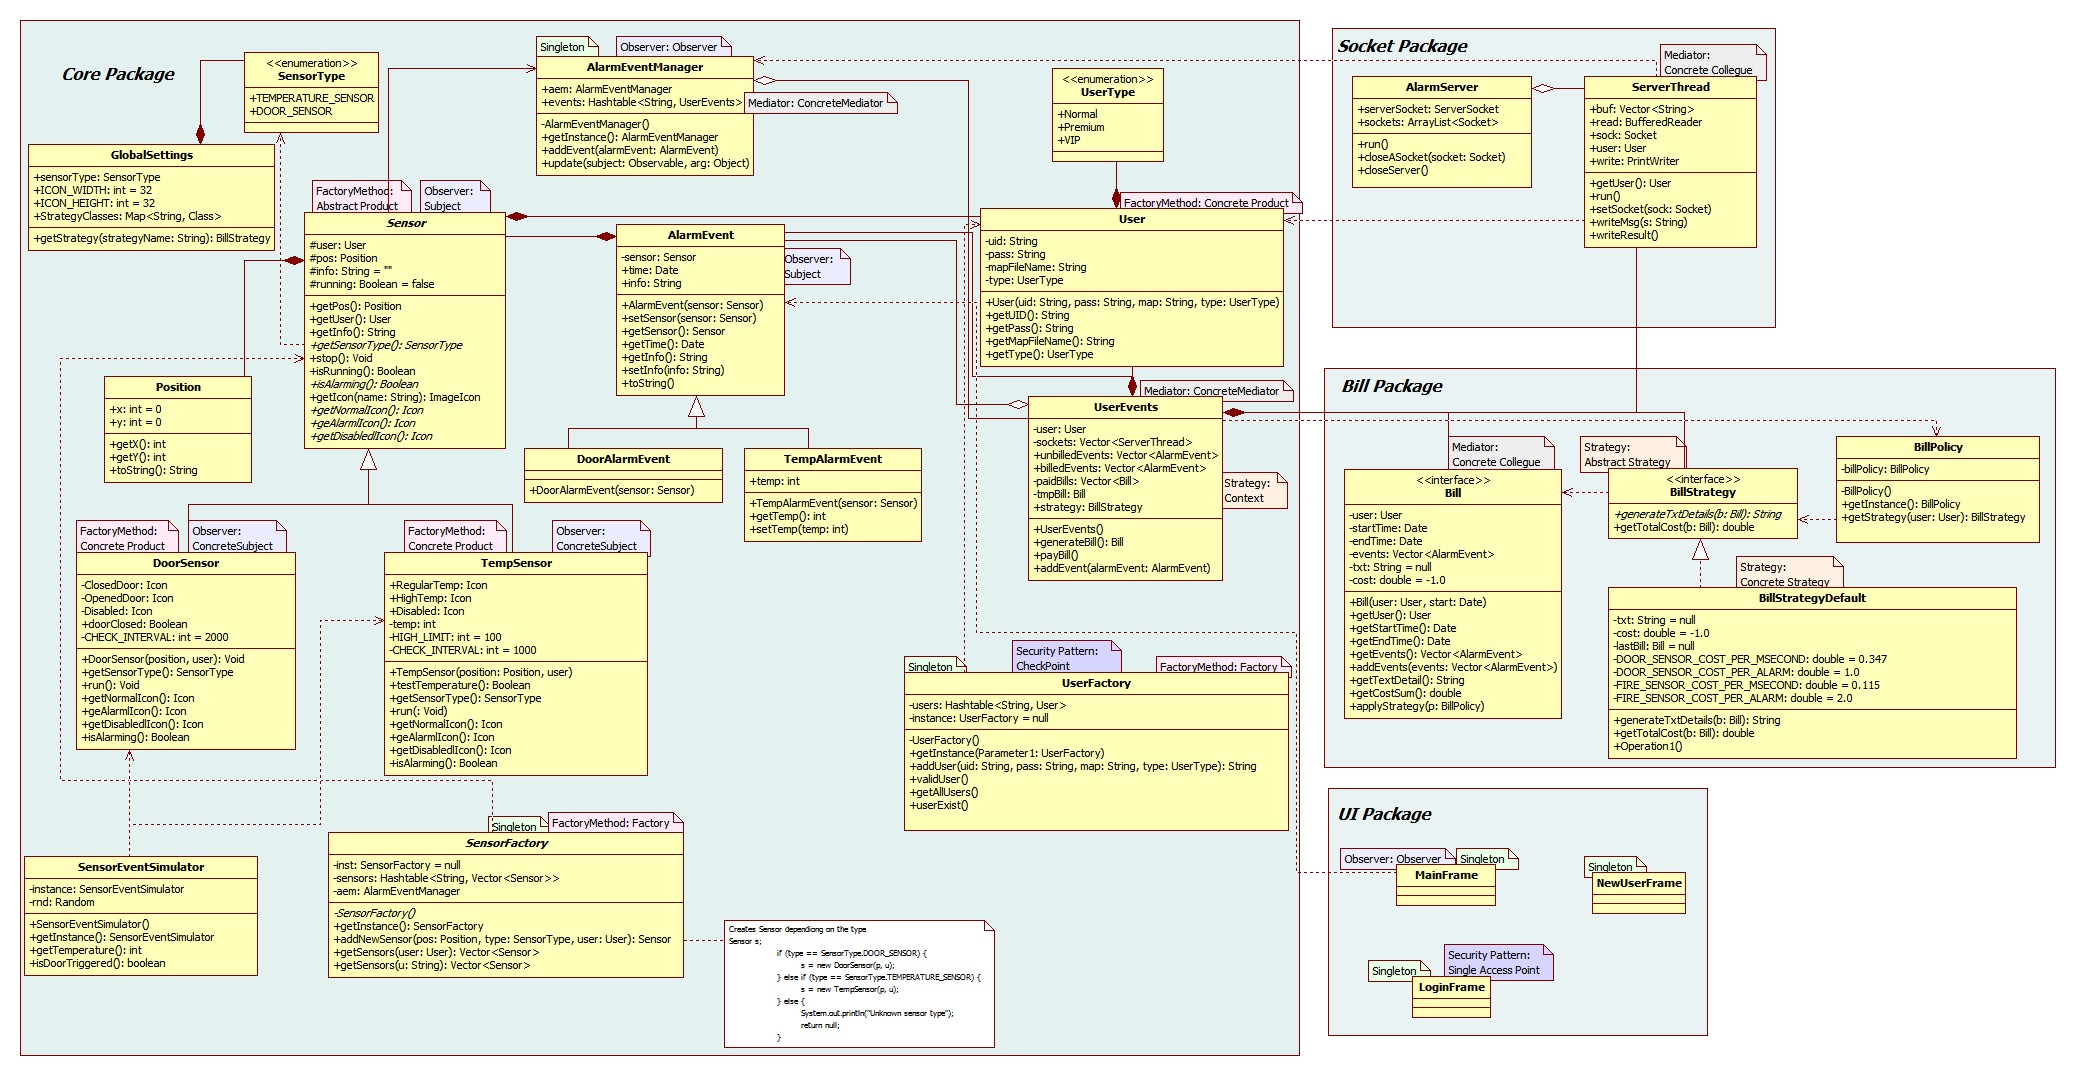 Core Package
<<enumeration>>
SensorType
+TEMPERATURE_SENSOR
+DOOR_SENSOR
GlobalSettings
+sensorType: SensorType
+ICON_WIDTH: int = 32
+ICON_HEIGHT: int = 32
+StrategyClasses: Map<String, Class>
+getStrategy(strategyName: String): BillStrategy
Singleton
Observer: Observer
AlarmEventManager
+aem: AlarmEventManager
+events: Hashtable<String, UserEvents>
-AlarmEventManager()
+getInstance(): AlarmEventManager
+addEvent(alarmEvent: AlarmEvent)
+update(subject: Observable, arg: Object)
Mediator: ConcreteMediator
<<enumeration>>
UserType
+Normal
+Premium
+VIP
FactoryMethod:
Abstract Product
Observer:
Subject
Sensor
#user: User
#pos: Position
#info: String = ""
#running: Boolean = false
+getPos(): Position
+getUser(): User
+getInfo(): String
+getSensorType(): SensorType
+stop(): Void
+isRunning(): Boolean
+isAlarming(): Boolean
+getIcon(name: String): ImageIcon
+getNormalIcon(): Icon
+geAlarmIcon(): Icon
+getDisabledIcon(): Icon
AlarmEvent
-sensor: Sensor
+time: Date
+info: String
+AlarmEvent(sensor: Sensor)
+setSensor(sensor: Sensor)
+getSensor(): Sensor
+getTime(): Date
+getInfo(): String
+setInfo(info: String)
+toString()
Observer:
Subject
FactoryMethod: Concrete Product
User
-uid: String
-pass: String
-mapFileName: String
-type: UserType
+User(uid: String, pass: String, map: String, type: UserType)
+getUID(): String
+getPass(): String
+getMapFileName(): String
+getType(): UserType
Position
+x: int = 0
+y: int = 0
+getX(): int
+getY(): int
+toString(): String
Mediator: ConcreteMediator
UserEvents
-user: User
-sockets: Vector<ServerThread>
+unbilledEvents: Vector<AlarmEvent>
+billedEvents: Vector<AlarmEvent>
-paidBills: Vector<Bill>
-tmpBill: Bill
+strategy: BillStrategy
+UserEvents()
+generateBill(): Bill
+payBill()
+addEvent(alarmEvent: AlarmEvent)
Strategy:
Context
DoorAlarmEvent
+DoorAlarmEvent(sensor: Sensor)
TempAlarmEvent
+temp: int
+TempAlarmEvent(sensor: Sensor)
+getTemp(): int
+setTemp(temp: int)
FactoryMethod:
Concrete Product
Observer:
ConcreteSubject
DoorSensor
-ClosedDoor: Icon
-OpenedDoor: Icon
-Disabled: Icon
+doorClosed: Boolean
-CHECK_INTERVAL: int = 2000
+DoorSensor(position, user): Void
+getSensorType(): SensorType
+run(): Void
+getNormalIcon(): Icon
+geAlarmIcon(): Icon
+getDisabledIcon(): Icon
+isAlarming(): Boolean
FactoryMethod:
Concrete Product
Observer:
ConcreteSubject
TempSensor
+RegularTemp: Icon
+HighTemp: Icon
+Disabled: Icon
-temp: int
-HIGH_LIMIT: int = 100
-CHECK_INTERVAL: int = 1000
+TempSensor(position: Position, user)
+testTemperature(): Boolean
+getSensorType(): SensorType
+run(: Void)
+getNormalIcon(): Icon
+geAlarmIcon(): Icon
+getDisabledIcon(): Icon
+isAlarming(): Boolean
Singleton
Security Pattern:
CheckPoint
FactoryMethod: Factory
UserFactory
-users: Hashtable<String, User>
-instance: UserFactory = null
-UserFactory()
+getInstance(Parameter1: UserFactory)
+addUser(uid: String, pass: String, map: String, type: UserType): String
+validUser()
+getAllUsers()
+userExist()
SensorEventSimulator
-instance: SensorEventSimulator
-rnd: Random
+SensorEventSimulator()
+getInstance(): SensorEventSimulator
+getTemperature(): int
+isDoorTriggered(): boolean
Singleton
FactoryMethod: Factory
SensorFactory
-inst: SensorFactory = null
-sensors: Hashtable<String, Vector<Sensor>>
-aem: AlarmEventManager
-SensorFactory()
+getInstance(): SensorFactory
+addNewSensor(pos: Position, type: SensorType, user: User): Sensor
+getSensors(user: User): Vector<Sensor>
+getSensors(u: String): Vector<Sensor>
Creates Sensor dependiong on the type
Sensor s;
if (type == SensorType.DOOR_SENSOR) {
s = new DoorSensor(p, u);
} else if (type == SensorType.TEMPERATURE_SENSOR) {
s = new TempSensor(p, u);
} else {
System.out.println("Unknown sensor type");
return null;
}
Socket Package
Mediator:
Concrete Collegue
AlarmServer
+serverSocket: ServerSocket
+sockets: ArrayList<Socket>
+run()
+closeASocket(socket: Socket)
+closeServer()
ServerThread
+buf: Vector<String>
+read: BufferedReader
+sock: Socket
+user: User
+write: PrintWriter
+getUser(): User
+run()
+setSocket(sock: Socket)
+writeMsg(s: String)
+writeResult()
Bill Package
Mediator:
Concrete Collegue
Strategy:
Abstract Strategy
<<interface>>
Bill
-user: User
-startTime: Date
-endTime: Date
-events: Vector<AlarmEvent>
-txt: String = null
-cost: double = -1.0
+Bill(user: User, start: Date)
+getUser(): User
+getStartTime(): Date
+getEndTime(): Date
+getEvents(): Vector<AlarmEvent>
+addEvents(events: Vector<AlarmEvent>)
+getTextDetail(): String
+getCostSum(): double
+applyStrategy(p: BillPolicy)
<<interface>>
BillStrategy
+generateTxtDetails(b: Bill): String
+getTotalCost(b: Bill): double
BillPolicy
-billPolicy: BillPolicy
-BillPolicy()
+getInstance(): BillPolicy
+getStrategy(user: User): BillStrategy
Strategy:
Concrete Strategy
BillStrategyDefault
-txt: String = null
-cost: double = -1.0
-lastBill: Bill = null
-DOOR_SENSOR_COST_PER_MSECOND: double = 0.347
-DOOR_SENSOR_COST_PER_ALARM: double = 1.0
-FIRE_SENSOR_COST_PER_MSECOND: double = 0.115
-FIRE_SENSOR_COST_PER_ALARM: double = 2.0
+generateTxtDetails(b: Bill): String
+getTotalCost(b: Bill): double
+Operation1()
UI Package
Observer: Observer
Singleton
MainFrame
Singleton
NewUserFrame
Singleton
Security Pattern:
Single Access Point
LoginFrame